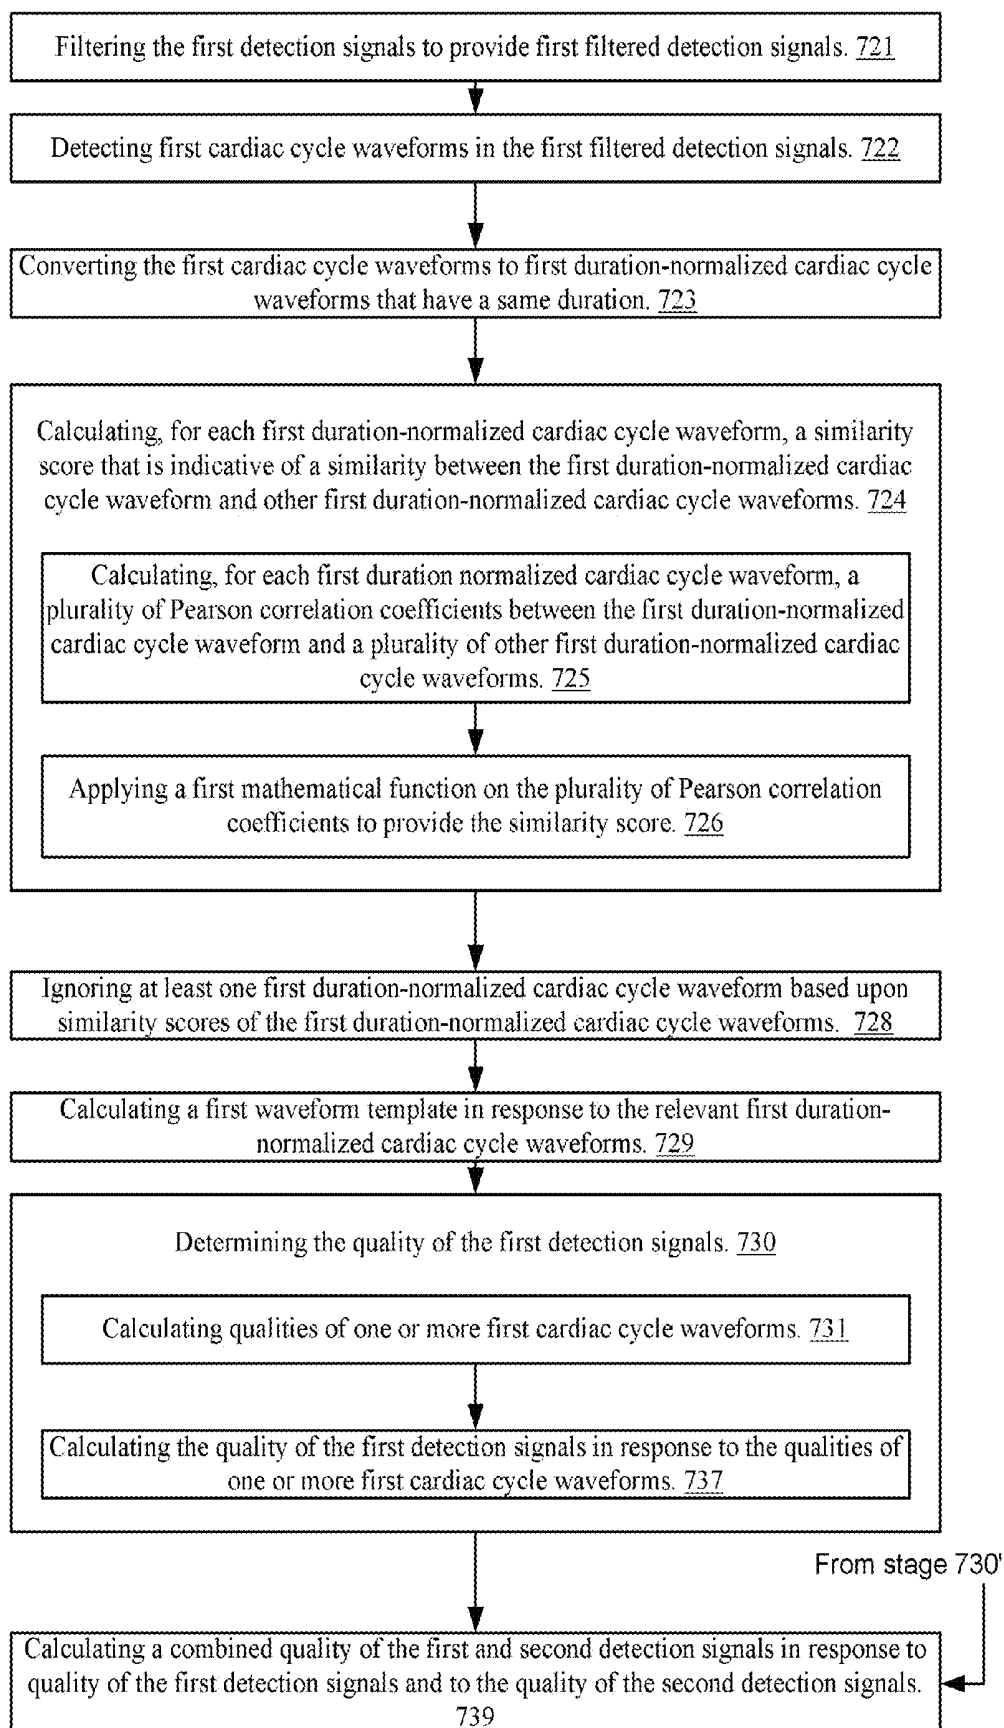 Filtering the first detection signals to provide first filtered detection signals. 721
Detecting first cardiac cycle waveforms in the first filtered detection signals. 722
Converting the first cardiac cycle waveforms to first duration-normalized cardiac cycle
waveforms that have a same duration. 723
Calculating, for each first duration-normalized cardiac cycle waveform, a similarity
score that is indicative of a similarity between the first duration-normalized cardiac
cycle waveform and other first duration-normalized cardiac cycle waveforms. 724
Calculating, for each first duration normalized cardiac cycle waveform, a
plurality of Pearson correlation coefficients between the first duration-normalized
cardiac cycle waveform and a plurality of other first duration-normalized cardiac
cycle waveforms. 725
Applying a first mathematical function on the plurality of Pearson correlation
coefficients to provide the similarity score. 726
Ignoring at least one first duration-normalized cardiac cycle waveform based upon
similarity scores of the first duration-normalized cardiac cycle waveforms. 728
Calculating a first waveform template in response to the relevant first duration-
normalized cardiac cycle waveforms. 729
Determining the quality of the first detection signals. 730
Calculating qualities of one or more first cardiac cycle waveforms. 731
Calculating the quality of the first detection signals in response to the qualities of
one or more first cardiac cycle waveforms. 737
From stage 730'
Calculating a combined quality of the first and second detection signals in response to
quality of the first detection signals and to the quality of the second detection signals.
739